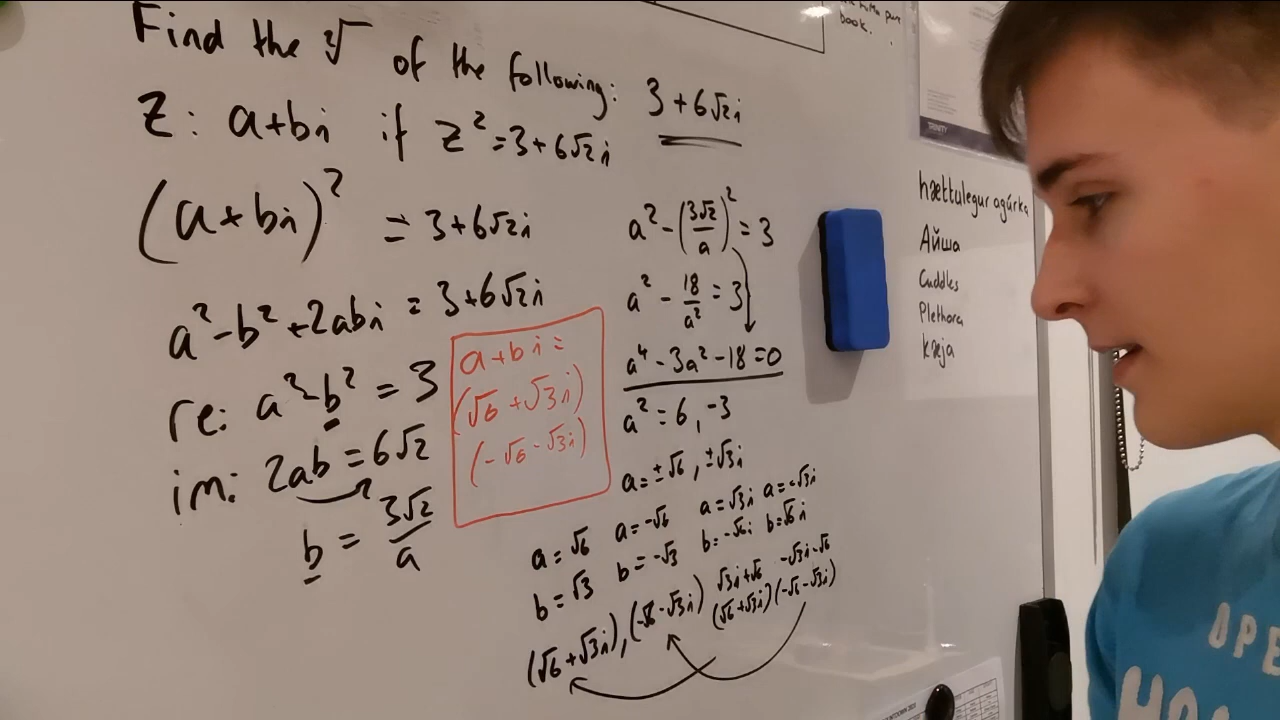 Find the ²√ of the following: 3+6√2i
Z: a+bi if Z²=3+6√2i
(a+bi)² = 3+6√2i
a²-b²+2abi = 3+6√2i
re: a²-b² = 3
im: 2ab = 6√2
b = 3√2/a
a+bi =
(√6+√3i)
(-√6-√3i)
a²-(3√2/a)² = 3
a² - 18/a² = 3
a⁴ - 3a² - 18 = 0
a² = 6, -3
a = ±√6, ±√3i
a = √6 a = -√6 a = √3i a = -√3i
b = √3 b = -√3 b = -√6i b = √6i
√3i+√6 -√3i-√6
(√6+√3i), (-√6-√3i) (√6+√3i) (-√6-√3i)
book.
TRINITY
hættulegur agúrka
Айша
Cuddles
Plethora
kæja
OPE